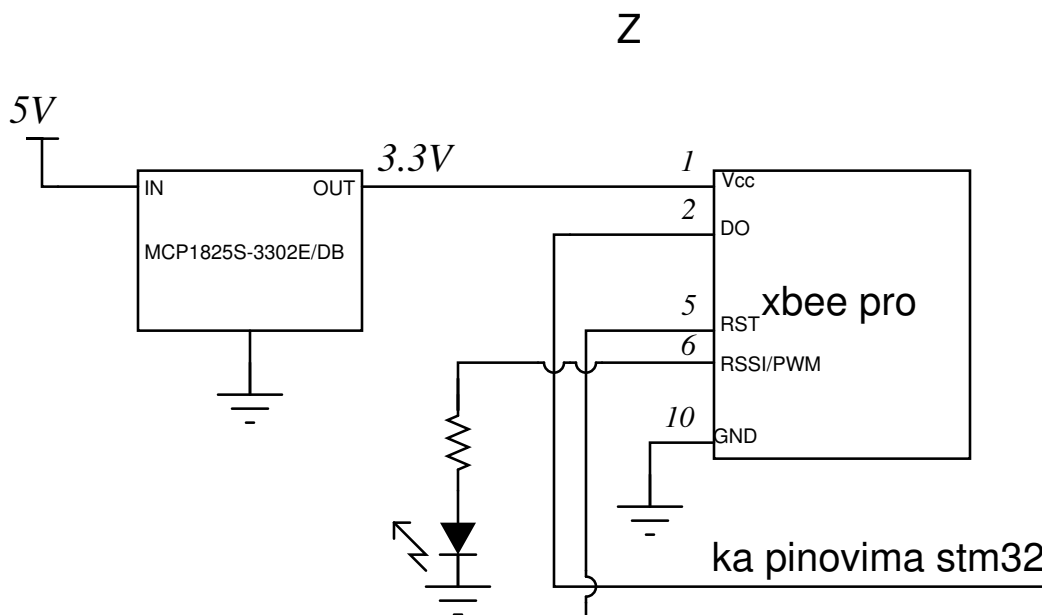 Z
5V
3.3V
1
IN
OUT
Vcc
2
DO
MCP1825S-3302E/DB
xbee pro
5
RST
6
RSSI/PWM
10
GND
ka pinovima stm32